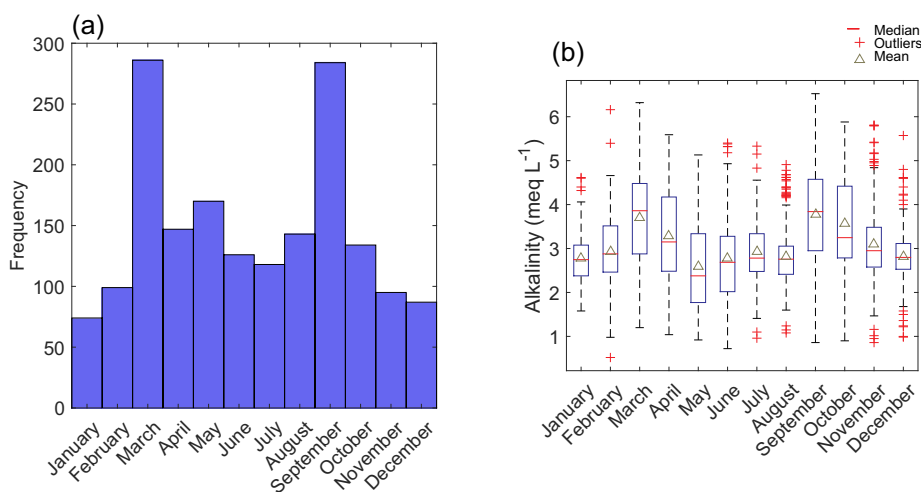 (a)
300
250
200
150
100
50
0
Frequency
January
February
March
April
May
June
July
August
September
October
November
December
(b)
Median
Outliers
Mean
6
5
4
3
2
1
Alkalinity (meq L⁻¹)
January
February
March
April
May
June
July
August
September
October
November
December